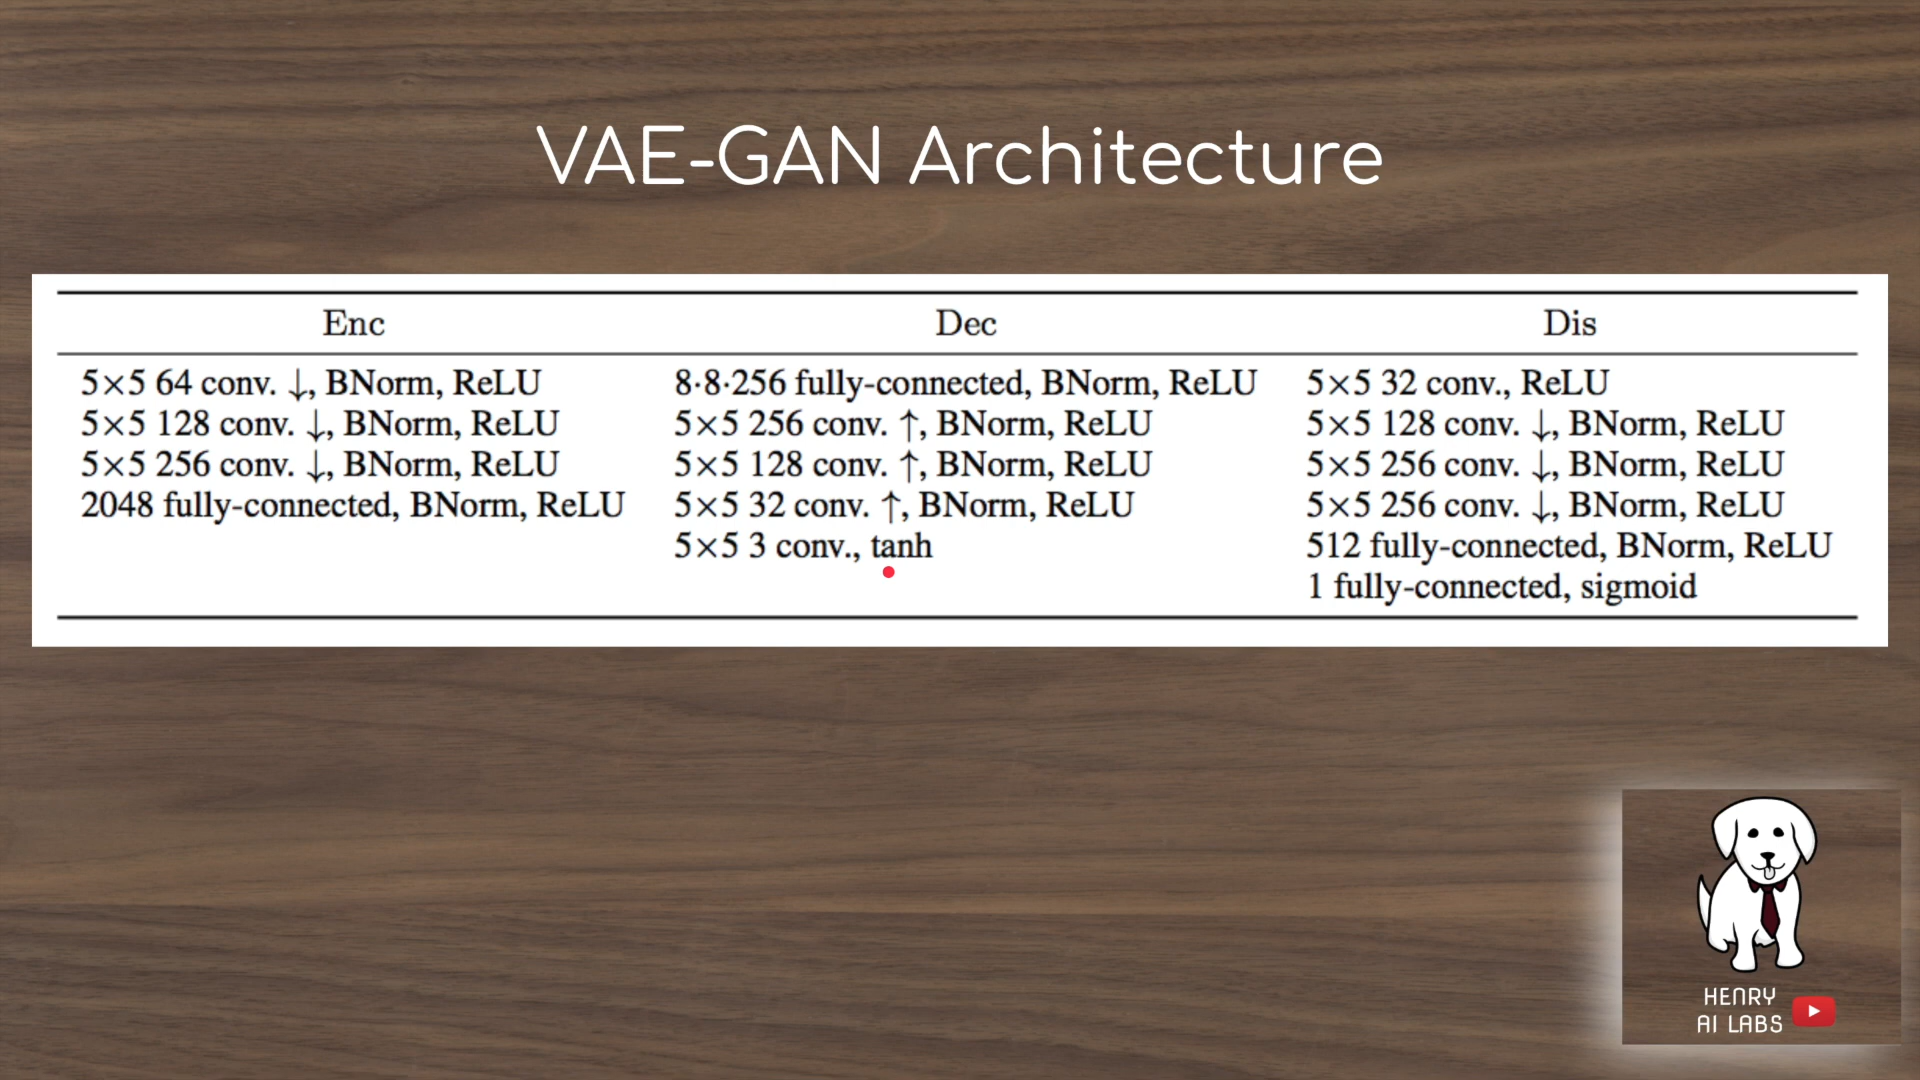 VAE-GAN Architecture
Enc Dec Dis
5×5 64 conv. ↓, BNorm, ReLU 8·8·256 fully-connected, BNorm, ReLU 5×5 32 conv., ReLU
5×5 128 conv. ↓, BNorm, ReLU 5×5 256 conv. ↑, BNorm, ReLU 5×5 128 conv. ↓, BNorm, ReLU
5×5 256 conv. ↓, BNorm, ReLU 5×5 128 conv. ↑, BNorm, ReLU 5×5 256 conv. ↓, BNorm, ReLU
2048 fully-connected, BNorm, ReLU 5×5 32 conv. ↑, BNorm, ReLU 5×5 256 conv. ↓, BNorm, ReLU
5×5 3 conv., tanh 512 fully-connected, BNorm, ReLU
1 fully-connected, sigmoid
HENRY
AI LABS